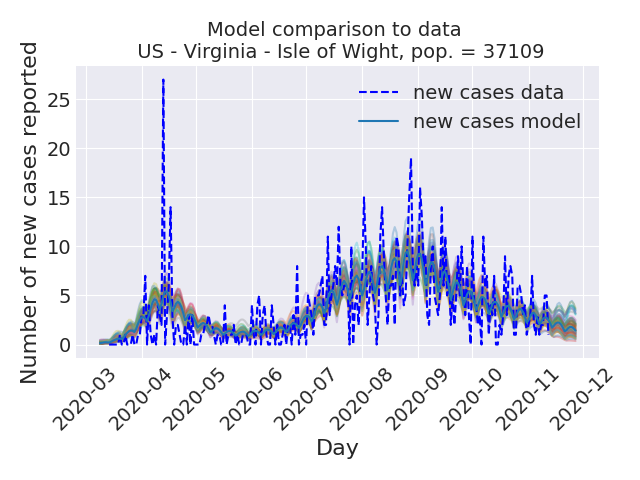 Model comparison to data
US - Virginia - Isle of Wight, pop. = 37109
Number of new cases reported
25
20
15
10
5
0
new cases data
new cases model
2020-03
2020-04
2020-05
2020-06
2020-07
2020-08
2020-09
2020-10
2020-11
2020-12
Day